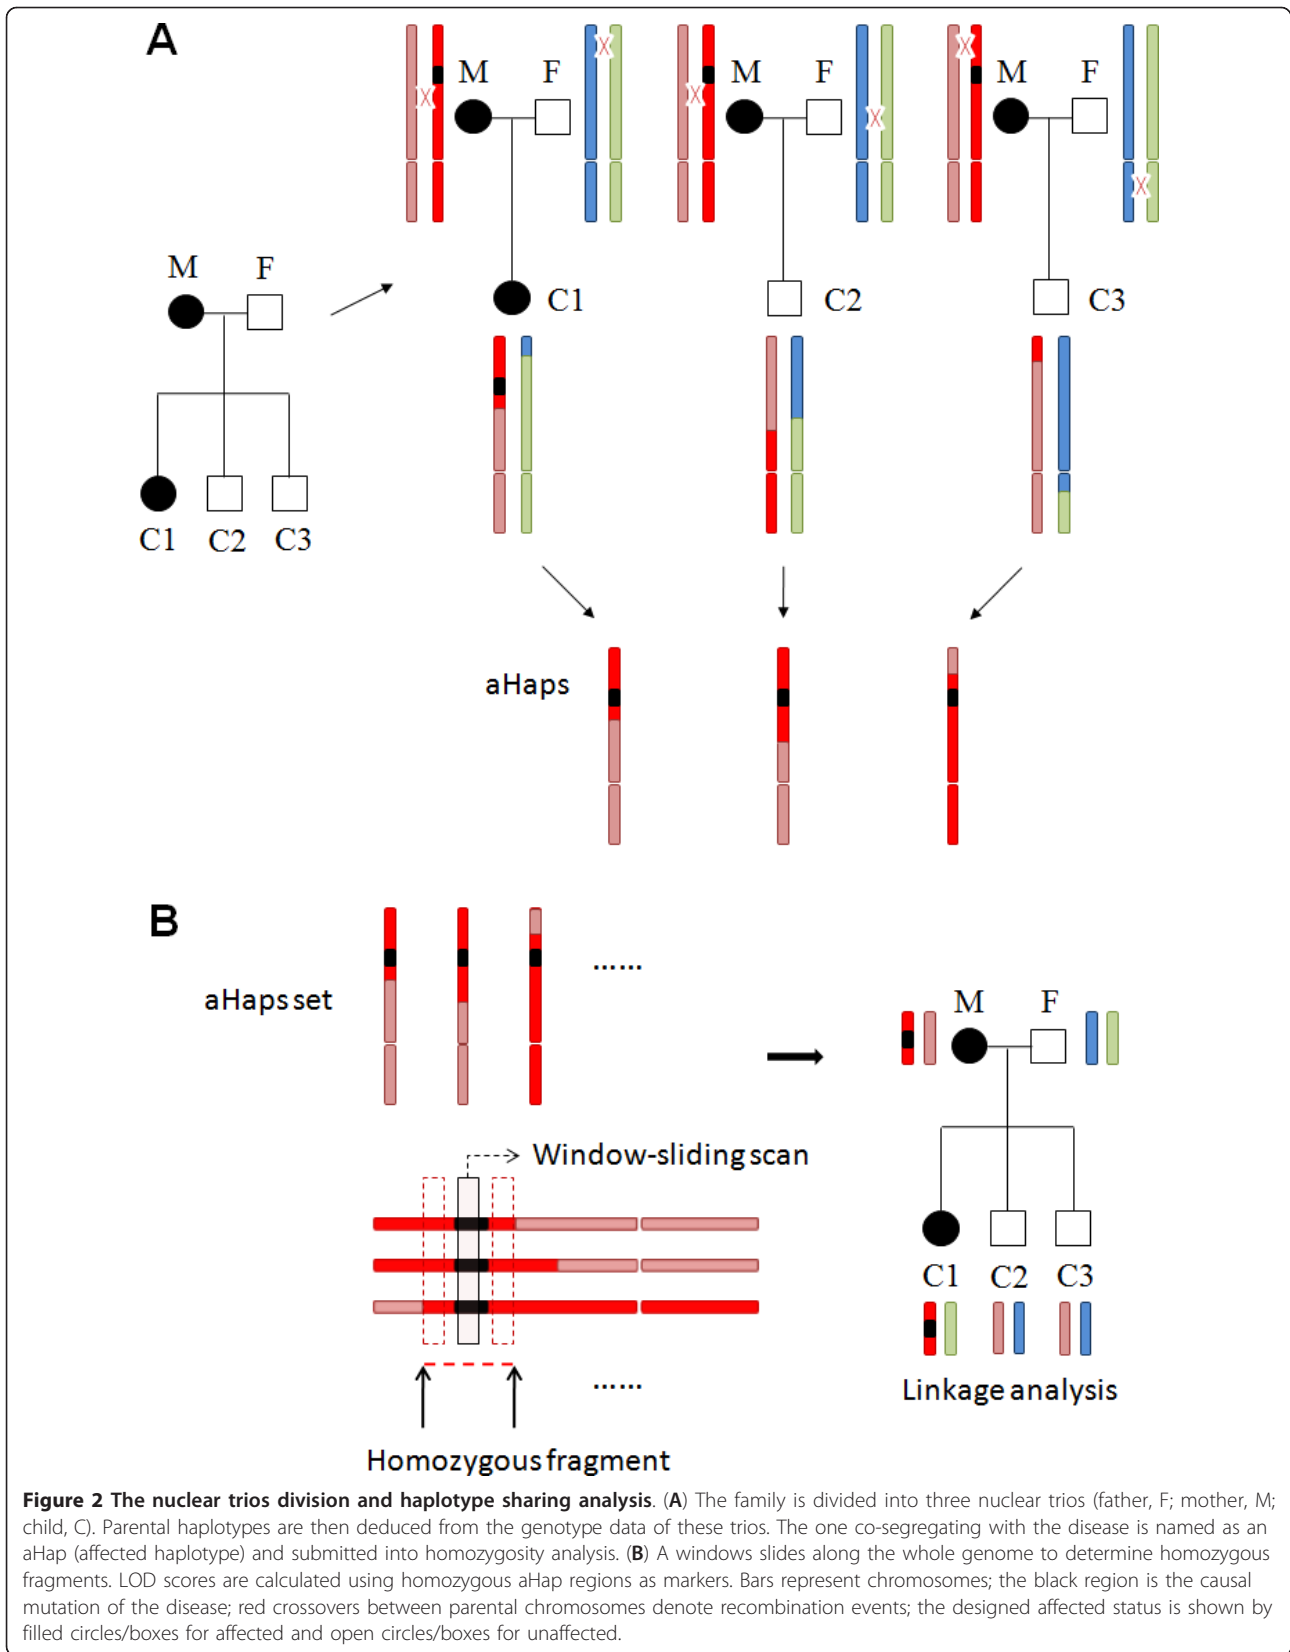 A
M F
M F
M F
M F
C1
C2
C3
C1 C2 C3
aHaps
B
aHaps set
......
M F
Window-sliding scan
C1 C2 C3
......
Linkage analysis
Homozygous fragment
Figure 2 The nuclear trios division and haplotype sharing analysis. (A) The family is divided into three nuclear trios (father, F; mother, M;
child, C). Parental haplotypes are then deduced from the genotype data of these trios. The one co-segregating with the disease is named as an
aHap (affected haplotype) and submitted into homozygosity analysis. (B) A windows slides along the whole genome to determine homozygous
fragments. LOD scores are calculated using homozygous aHap regions as markers. Bars represent chromosomes; the black region is the causal
mutation of the disease; red crossovers between parental chromosomes denote recombination events; the designed affected status is shown by
filled circles/boxes for affected and open circles/boxes for unaffected.